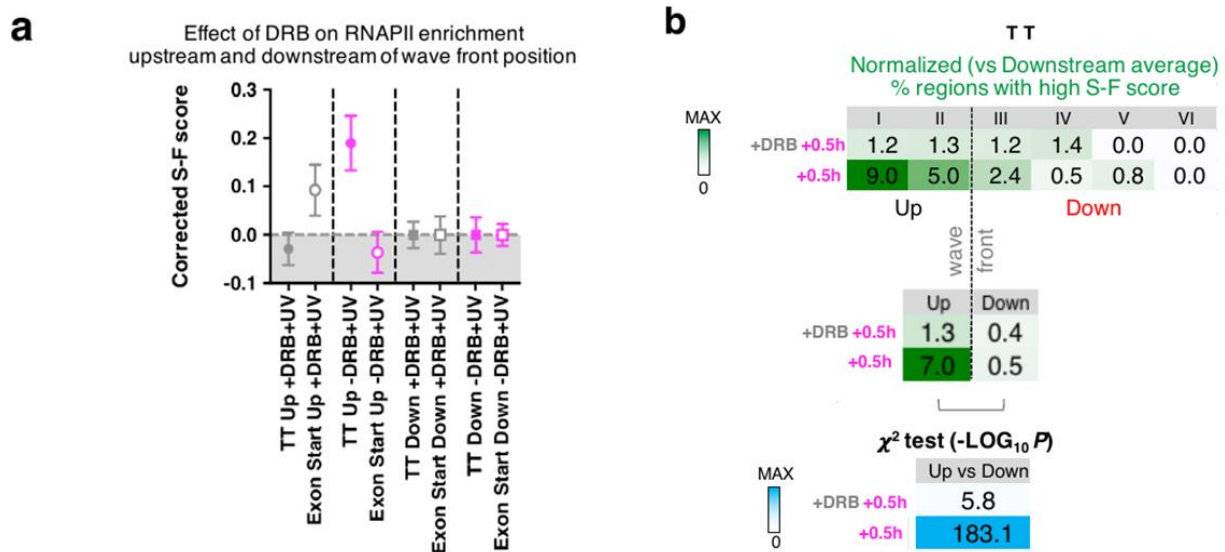 a
Effect of DRB on RNAPII enrichment
upstream and downstream of wave front position
Corrected S-F score
0.3
0.2
0.1
0.0
-0.1
TT Up +DRB+UV
Exon Start Up +DRB+UV
TT Up -DRB+UV
Exon Start Up -DRB+UV
TT Down +DRB+UV
Exon Start Down +DRB+UV
TT Down -DRB+UV
Exon Start Down -DRB+UV
b
T T
Normalized (vs Downstream average)
% regions with high S-F score
MAX
0
I II III IV V VI
+DRB +0.5h 1.2 1.3 1.2 1.4 0.0 0.0
+0.5h 9.0 5.0 2.4 0.5 0.8 0.0
Up Down
wave front
Up Down
+DRB +0.5h 1.3 0.4
+0.5h 7.0 0.5
χ² test (-LOG₁₀ P)
MAX
0
Up vs Down
+DRB +0.5h 5.8
+0.5h 183.1